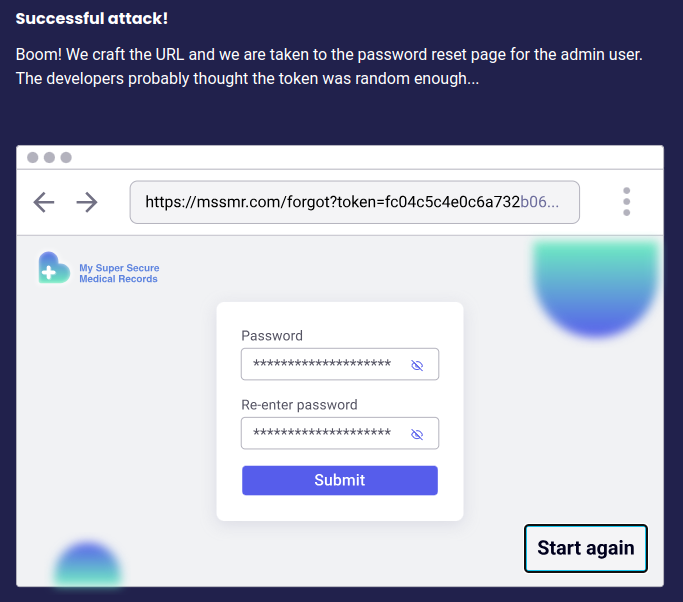 Successful attack!
Boom! We craft the URL and we are taken to the password reset page for the admin user.
The developers probably thought the token was random enough...
https://mssmr.com/forgot?token=fc04c5c4e0c6a732b06...
My Super Secure
Medical Records
Password
********************
Re-enter password
********************
Submit
Start again